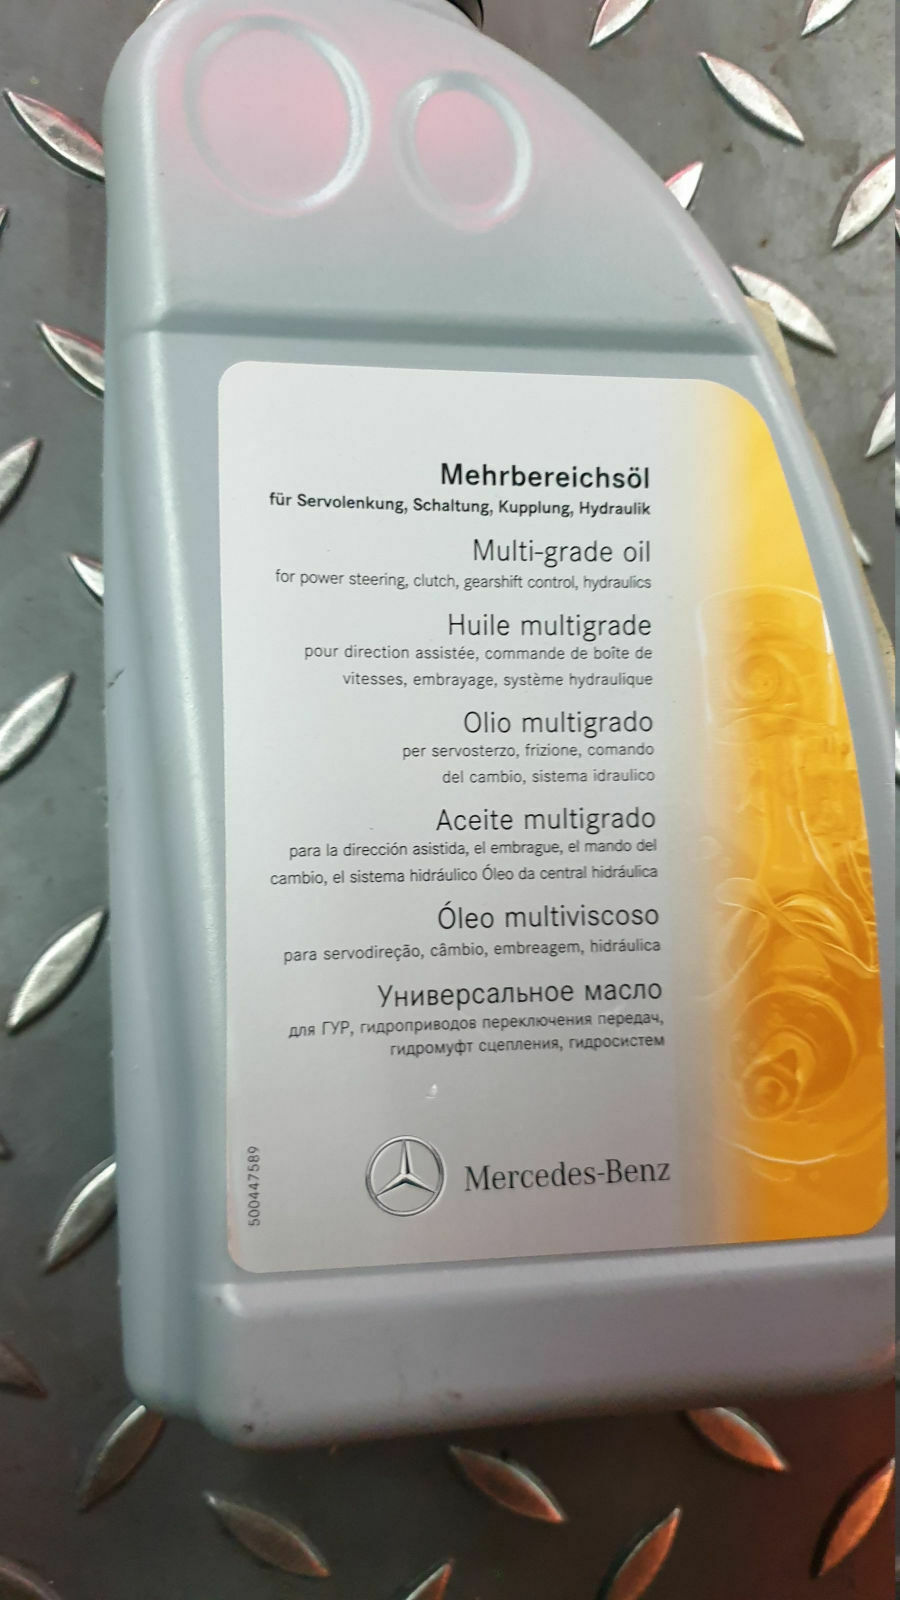 Mehrbereichsöl
für Servolenkung, Schaltung, Kupplung, Hydraulik
Multi-grade oil
for power steering, clutch, gearshift control, hydraulics
Huile multigrade
pour direction assistée, commande de boîte de
vitesses, embrayage, système hydraulique
Olio multigrado
per servosterzo, frizione, comando
del cambio, sistema idraulico
Aceite multigrado
para la dirección asistida, el embrague, el mando del
cambio, el sistema hidráulico Óleo da central hidráulica
Óleo multiviscoso
para servodireção, câmbio, embreagem, hidráulica
Универсальное масло
для ГУР, гидроприводов переключения передач,
гидромуфт сцепления, гидросистем
500447589
Mercedes-Benz